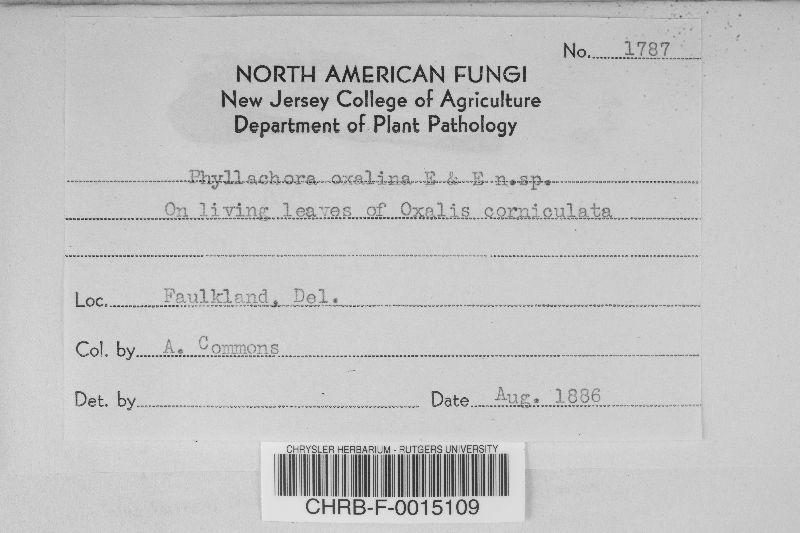 No. 1787
NORTH AMERICAN FUNGI
New Jersey College of Agriculture
Department of Plant Pathology
Phyllachora oxalina E & E n.sp.
On living leaves of Oxalis corniculata
Loc. Faulkland, Del.
Col. by A. Commons
Det. by
Date Aug. 1886
CHRYSLER HERBARIUM - RUTGERS UNIVERSITY
CHRB-F-0015109